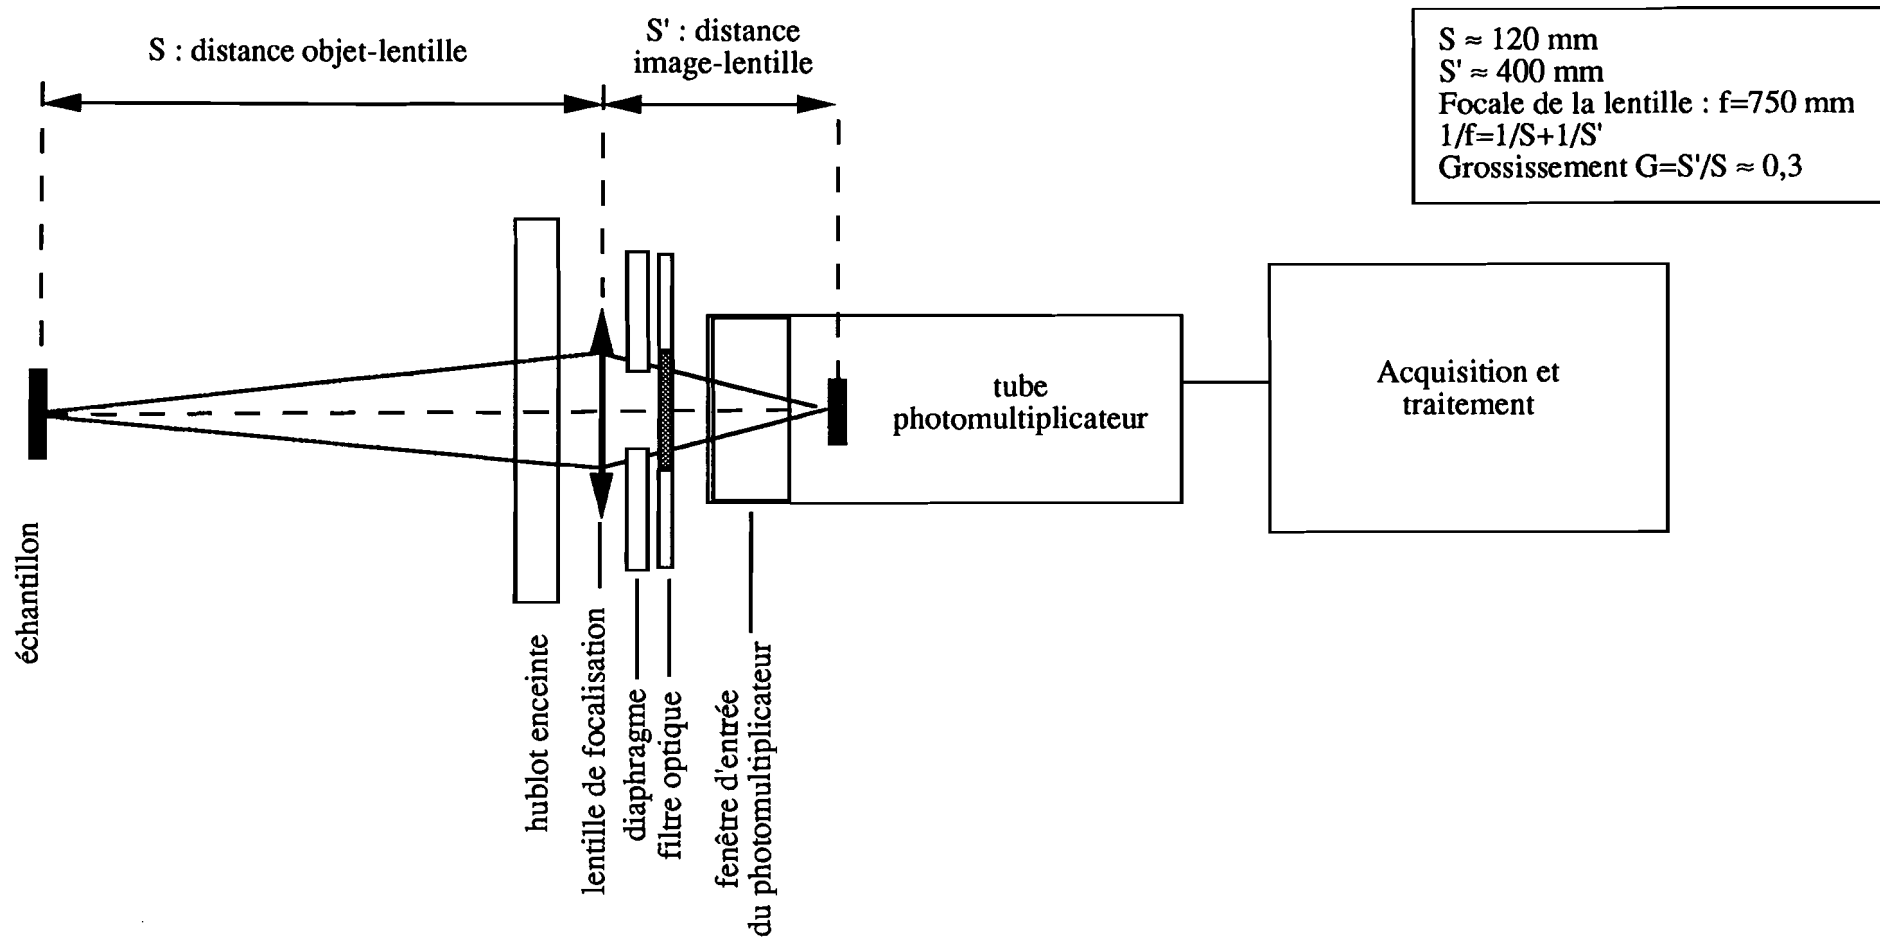 S : distance objet-lentille
S' : distance
image-lentille
S ≈ 120 mm
S' ≈ 400 mm
Focale de la lentille : f=750 mm
1/f=1/S+1/S'
Grossissement G=S'/S ≈ 0,3
tube
photomultiplicateur
Acquisition et
traitement
échantillon
hublot enceinte
lentille de focalisation
diaphragme
filtre optique
fenêtre d'entrée
du photomultiplicateur